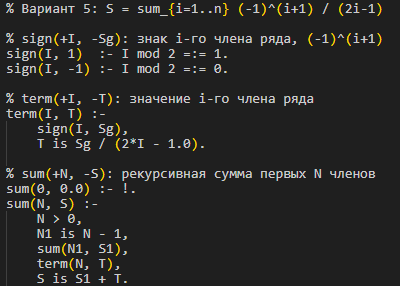 % Вариант 5: S = sum_{i=1..n} (-1)^(i+1) / (2i-1)
% sign(+I, -Sg): знак i-го члена ряда, (-1)^(i+1)
sign(I, 1)  :- I mod 2 =:= 1.
sign(I, -1) :- I mod 2 =:= 0.
% term(+I, -T): значение i-го члена ряда
term(I, T) :-
    sign(I, Sg),
    T is Sg / (2*I - 1.0).
% sum(+N, -S): рекурсивная сумма первых N членов
sum(0, 0.0) :- !.
sum(N, S) :-
    N > 0,
    N1 is N - 1,
    sum(N1, S1),
    term(N, T),
    S is S1 + T.